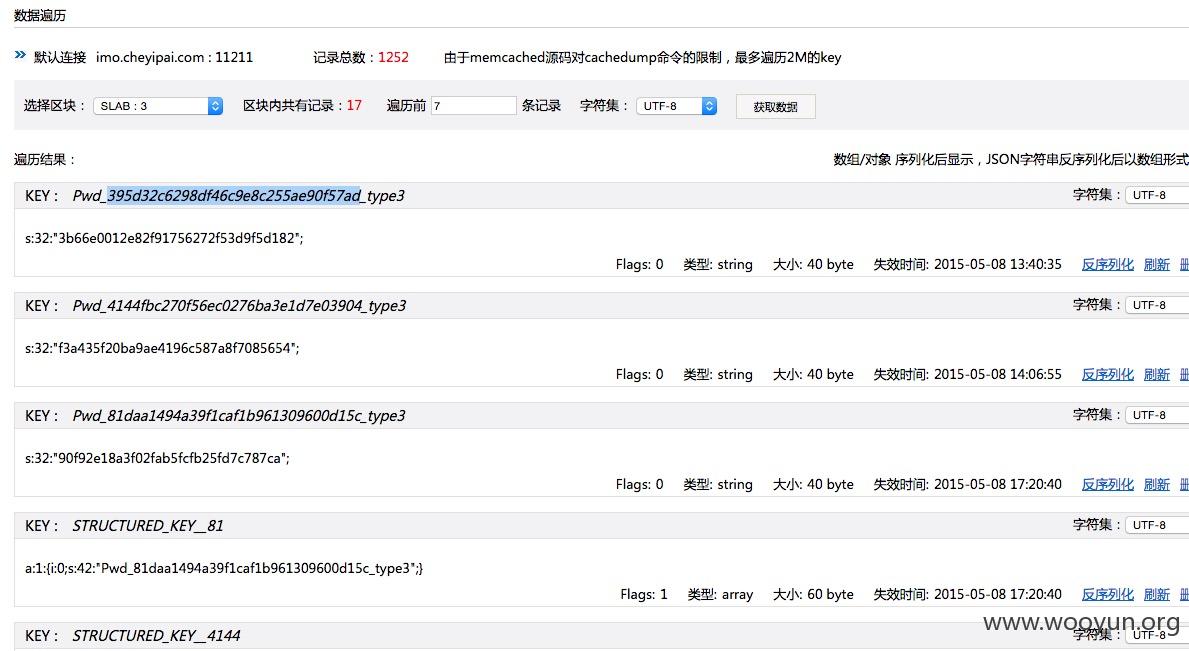 数据遍历
默认连接 imo.cheyipai.com : 11211 记录总数：1252 由于memcached源码对cachedump命令的限制，最多遍历2M的key
选择区块： SLAB : 3 区块内共有记录：17 遍历前 7 条记录 字符集： UTF-8 获取数据
遍历结果： 数组/对象 序列化后显示，JSON字符串反序列化后以数组形式
KEY： Pwd_395d32c6298df46c9e8c255ae90f57ad_type3 字符集： UTF-8
s:32:"3b66e0012e82f91756272f53d9f5d182";
Flags: 0 类型: string 大小: 40 byte 失效时间: 2015-05-08 13:40:35 反序列化 刷新
KEY： Pwd_4144fbc270f56ec0276ba3e1d7e03904_type3 字符集： UTF-8
s:32:"f3a435f20ba9ae4196c587a8f7085654";
Flags: 0 类型: string 大小: 40 byte 失效时间: 2015-05-08 14:06:55 反序列化 刷新
KEY： Pwd_81daa1494a39f1caf1b961309600d15c_type3 字符集： UTF-8
s:32:"90f92e18a3f02fab5fcfb25fd7c787ca";
Flags: 0 类型: string 大小: 40 byte 失效时间: 2015-05-08 17:20:40 反序列化 刷新
KEY： STRUCTURED_KEY__81 字符集： UTF-8
a:1:{i:0;s:42:"Pwd_81daa1494a39f1caf1b961309600d15c_type3";}
Flags: 1 类型: array 大小: 60 byte 失效时间: 2015-05-08 17:20:40 反序列化 刷新
www.wooyun.org
KEY： STRUCTURED_KEY__4144 字符集： UTF-8